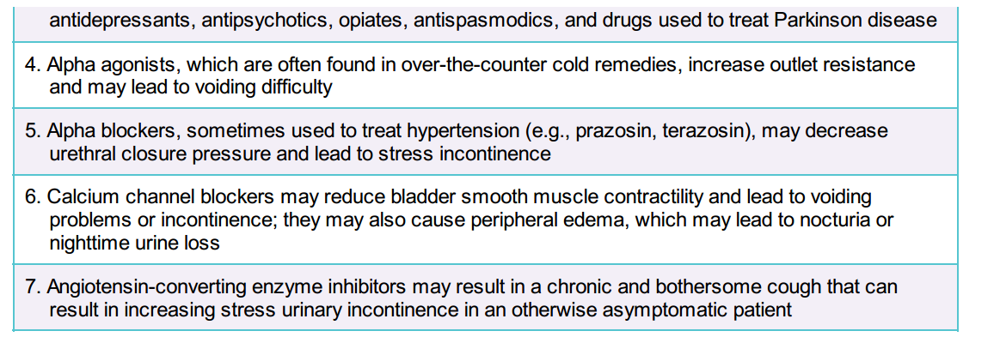 antidepressants, antipsychotics, opiates, antispasmodics, and drugs used to treat Parkinson disease
4. Alpha agonists, which are often found in over-the-counter cold remedies, increase outlet resistance
and may lead to voiding difficulty
5. Alpha blockers, sometimes used to treat hypertension (e.g., prazosin, terazosin), may decrease
urethral closure pressure and lead to stress incontinence
6. Calcium channel blockers may reduce bladder smooth muscle contractility and lead to voiding
problems or incontinence; they may also cause peripheral edema, which may lead to nocturia or
nighttime urine loss
7. Angiotensin-converting enzyme inhibitors may result in a chronic and bothersome cough that can
result in increasing stress urinary incontinence in an otherwise asymptomatic patient